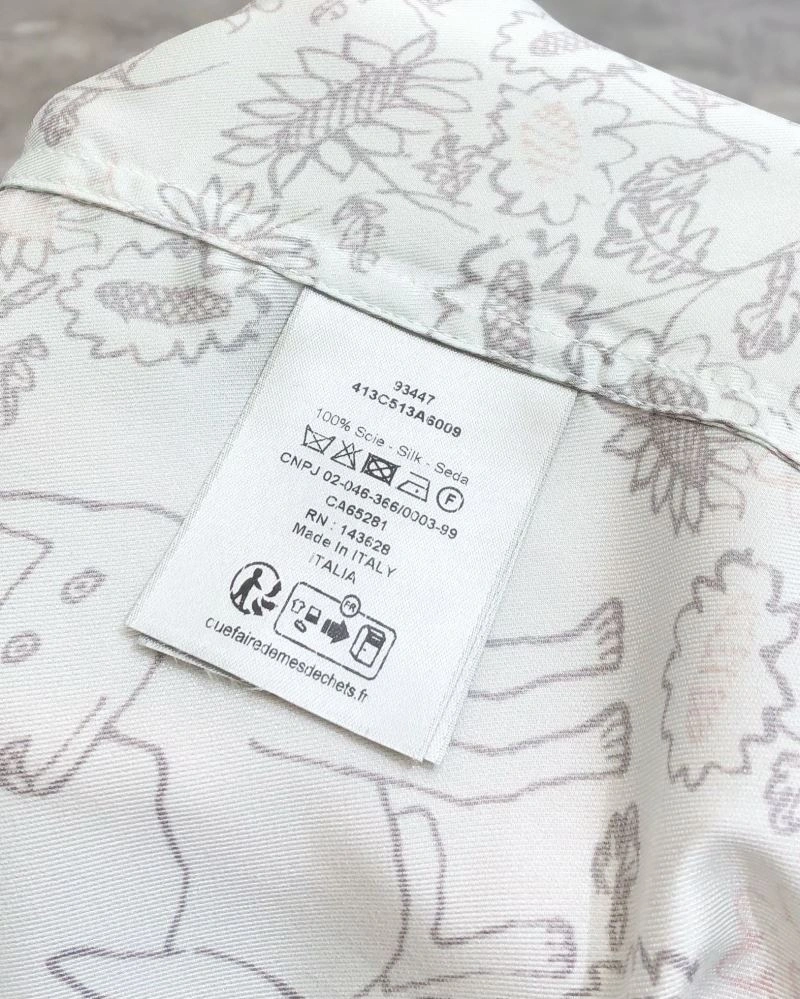 93447
413C513A6009
100% Soie - Silk - Seda
F
CNPJ 02-046-366/0003-99
CA65281
RN : 143628
Made In ITALY
ITALIA
FR
quefairedemesdechets.fr